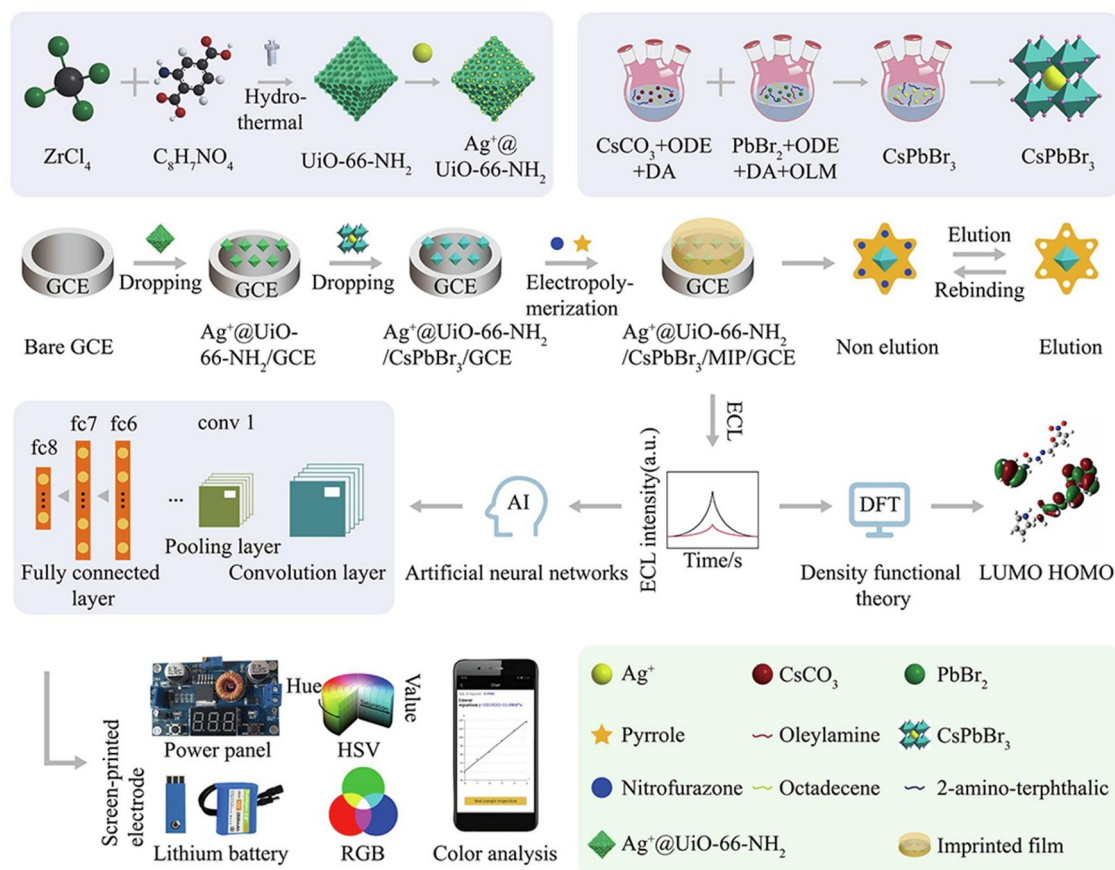 Hydro-
thermal
ZrCl₄
C₈H₇NO₄
UiO-66-NH₂
Ag⁺@
UiO-66-NH₂
CsCO₃+ODE
+DA
PbBr₂+ODE
+DA+OLM
CsPbBr₃
CsPbBr₃
GCE
Dropping
GCE
Dropping
GCE
Electropoly-
merization
GCE
Elution
Rebinding
Bare GCE
Ag⁺@UiO-
66-NH₂/GCE
Ag⁺@UiO-66-NH₂
/CsPbBr₃/GCE
Ag⁺@UiO-66-NH₂
/CsPbBr₃/MIP/GCE
Non elution
Elution
ECL
fc8
fc7
fc6
conv 1
...
Pooling layer
Fully connected
layer
Convolution layer
AI
Artificial neural networks
ECL intensity(a.u.)
Time/s
DFT
Density functional
theory
LUMO HOMO
Screen-printed
electrode
Power panel
Lithium battery
Hue
Value
HSV
RGB
Linear
Color analysis
Ag⁺
CsCO₃
PbBr₂
Pyrrole
Oleylamine
CsPbBr₃
Nitrofurazone
Octadecene
2-amino-terphthalic
Ag⁺@UiO-66-NH₂
Imprinted film